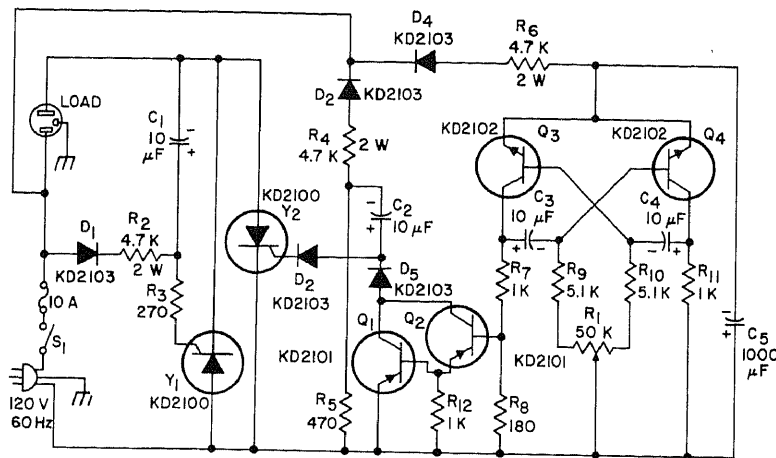 D4
KD2103
R6
4.7 K
2 W
LOAD
C1
10
µF
-
+
D2
KD2103
R4
4.7 K
2 W
KD2102
Q3
KD2102
Q4
KD2100
Y2
-
+
C2
10 µF
C3
10 µF
+ -
C4
10 µF
- +
D1
KD2103
R2
4.7 K
2 W
D2
KD2103
D5
KD2103
R7
1 K
R9
5.1 K
R10
5.1 K
R11
1 K
10 A
R3
270
Q1
Q2
R1
50 K
S1
KD2101
KD2101
-
+
C5
1000
µF
Y1
KD2100
120 V
60 Hz
R5
470
R12
1 K
R8
180